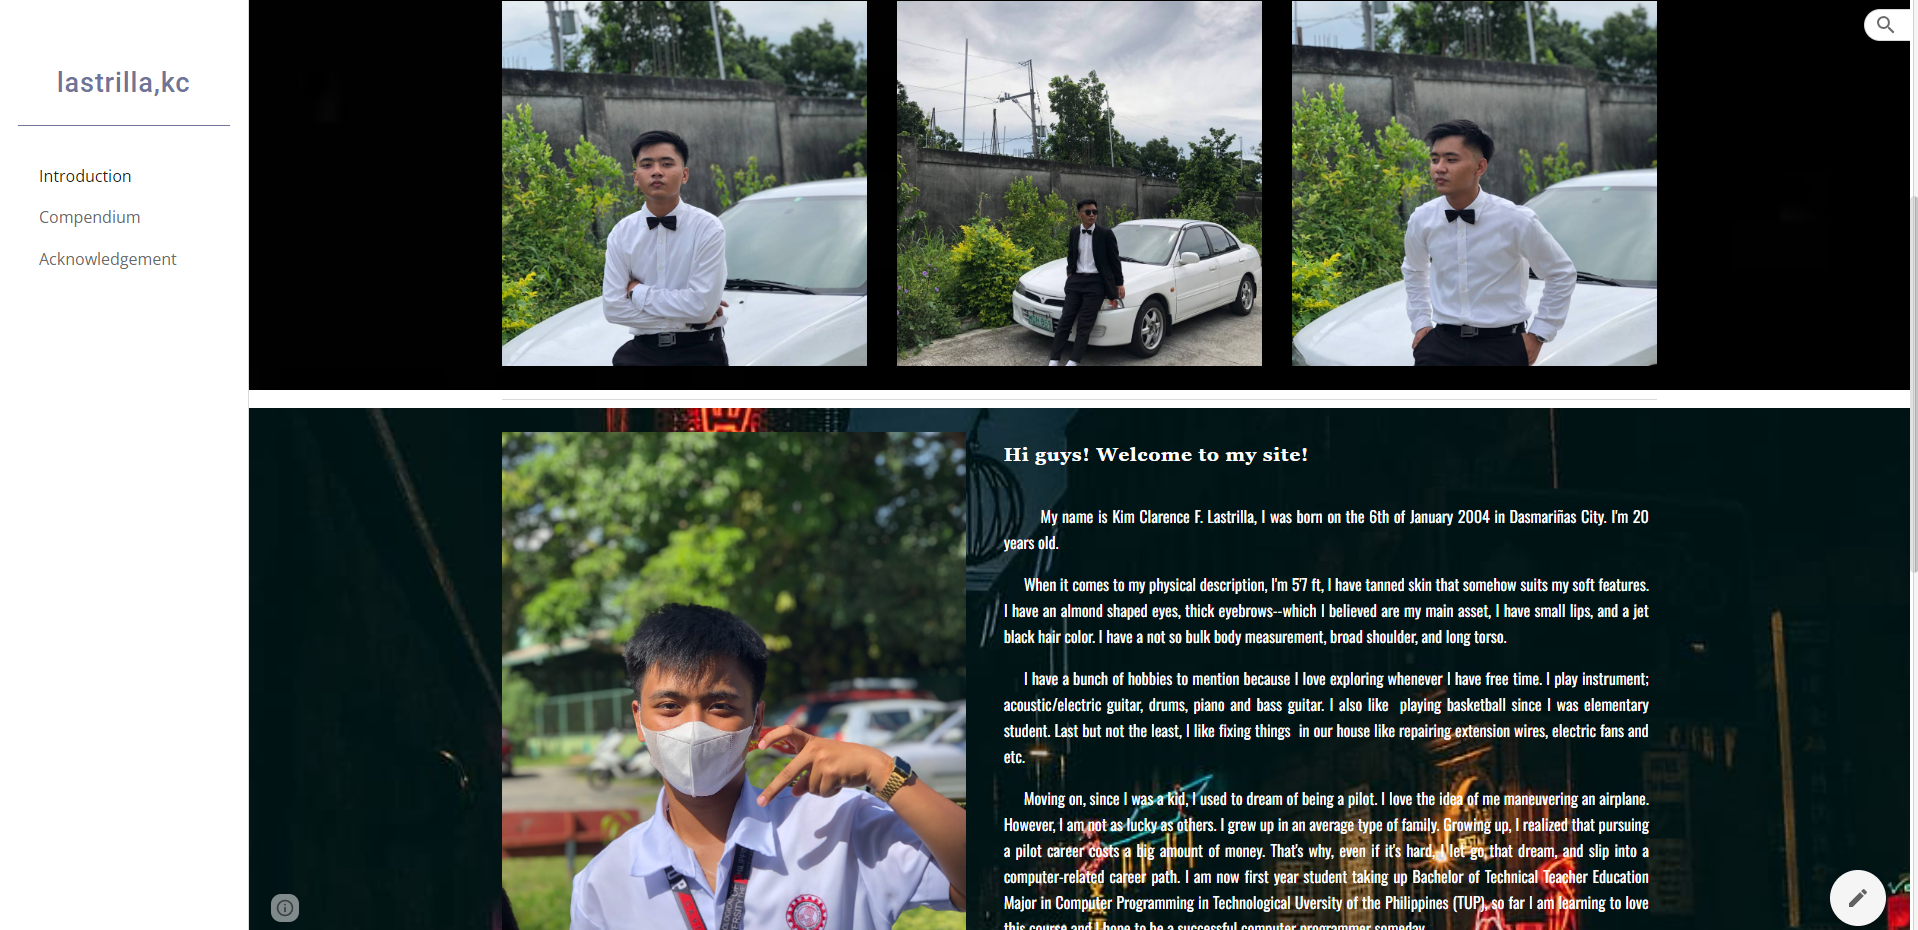 lastrilla,kc
Introduction
Compendium
Acknowledgement
Hi guys! Welcome to my site!
My name is Kim Clarence F. Lastrilla, I was born on the 6th of January 2004 in Dasmariñas City. I'm 20
years old.
When it comes to my physical description, I'm 5'7 ft, I have tanned skin that somehow suits my soft features.
I have an almond shaped eyes, thick eyebrows--which I believed are my main asset, I have small lips, and a jet
black hair color. I have a not so bulk body measurement, broad shoulder, and long torso.
I have a bunch of hobbies to mention because I love exploring whenever I have free time. I play instrument;
acoustic/electric guitar, drums, piano and bass guitar. I also like playing basketball since I was elementary
student. Last but not the least, I like fixing things in our house like repairing extension wires, electric fans and
etc.
Moving on, since I was a kid, I used to dream of being a pilot. I love the idea of me maneuvering an airplane.
However, I am not as lucky as others. I grew up in an average type of family. Growing up, I realized that pursuing
a pilot career costs a big amount of money. That's why, even if it's hard, I let go that dream, and slip into a
computer-related career path. I am now first year student taking up Bachelor of Technical Teacher Education
Major in Computer Programming in Technological Uversity of the Philippines (TUP), so far I am learning to love
this course and I hope to be a successful computer programmer someday.